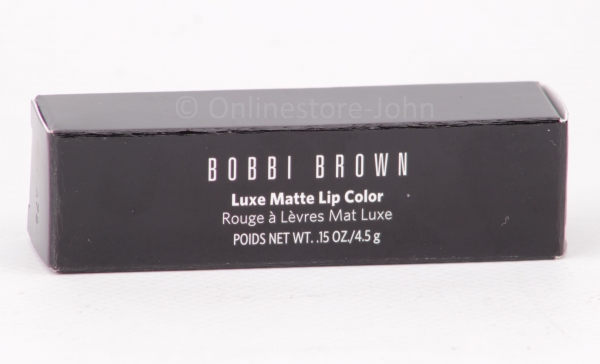 © Onlinestore-John
BOBBI BROWN
Luxe Matte Lip Color
Rouge à Lèvres Mat Luxe
POIDS NET WT. .15 OZ./4.5 g